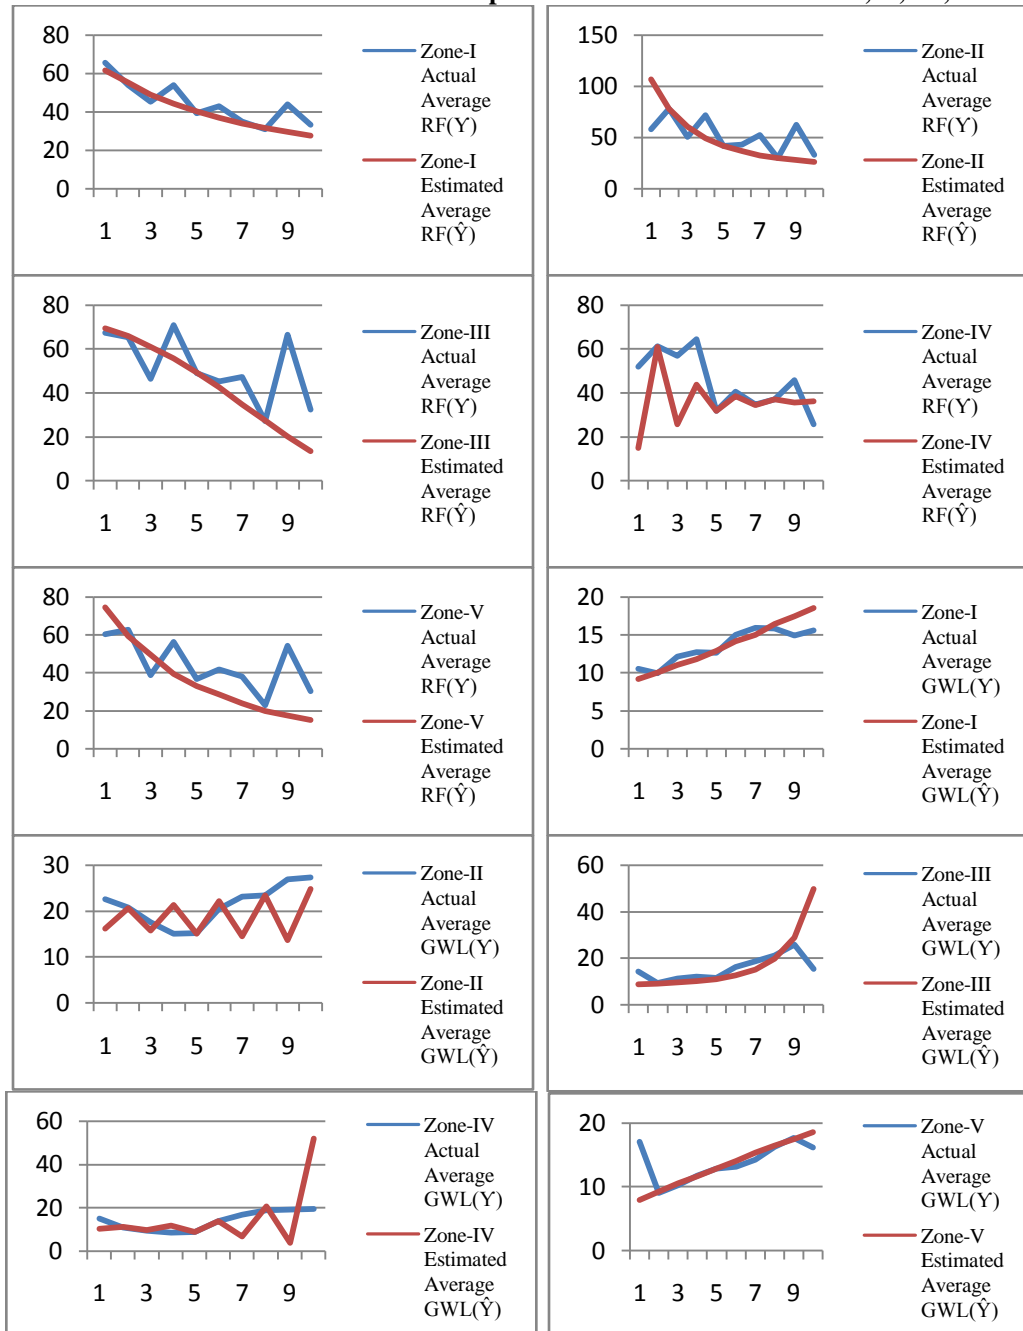 80
60
40
20
0
1 3 5 7 9
Zone-I
Actual
Average
RF(Y)
Zone-I
Estimated
Average
RF(Ŷ)
150
100
50
0
1 3 5 7 9
Zone-II
Actual
Average
RF(Y)
Zone-II
Estimated
Average
RF(Ŷ)
80
60
40
20
0
1 3 5 7 9
Zone-III
Actual
Average
RF(Y)
Zone-III
Estimated
Average
RF(Ŷ)
80
60
40
20
0
1 3 5 7 9
Zone-IV
Actual
Average
RF(Y)
Zone-IV
Estimated
Average
RF(Ŷ)
80
60
40
20
0
1 3 5 7 9
Zone-V
Actual
Average
RF(Y)
Zone-V
Estimated
Average
RF(Ŷ)
20
15
10
5
0
1 3 5 7 9
Zone-I
Actual
Average
GWL(Y)
Zone-I
Estimated
Average
GWL(Ŷ)
30
20
10
0
1 3 5 7 9
Zone-II
Actual
Average
GWL(Y)
Zone-II
Estimated
Average
GWL(Ŷ)
60
40
20
0
1 3 5 7 9
Zone-III
Actual
Average
GWL(Y)
Zone-III
Estimated
Average
GWL(Ŷ)
60
40
20
0
1 3 5 7 9
Zone-IV
Actual
Average
GWL(Y)
Zone-IV
Estimated
Average
GWL(Ŷ)
20
10
0
1 3 5 7 9
Zone-V
Actual
Average
GWL(Y)
Zone-V
Estimated
Average
GWL(Ŷ)